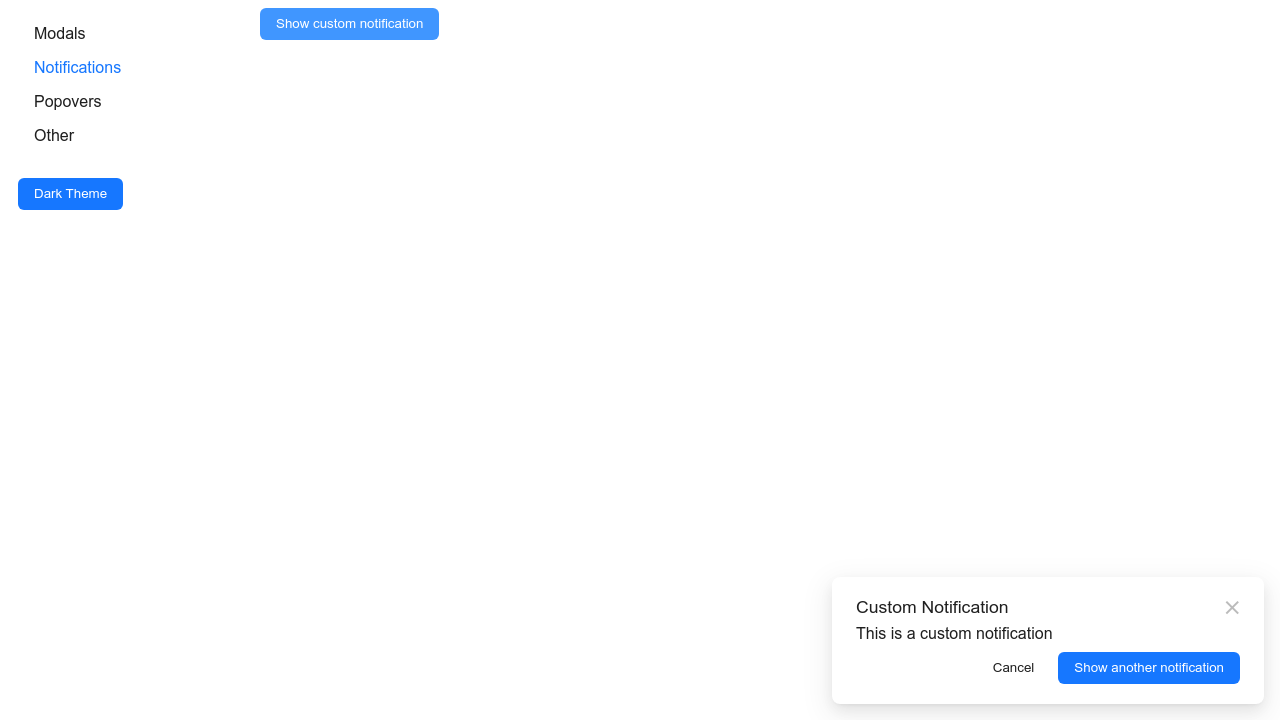 Modals
Notifications
Popovers
Other
Dark Theme
Show custom notification
Custom Notification
This is a custom notification
Cancel
Show another notification